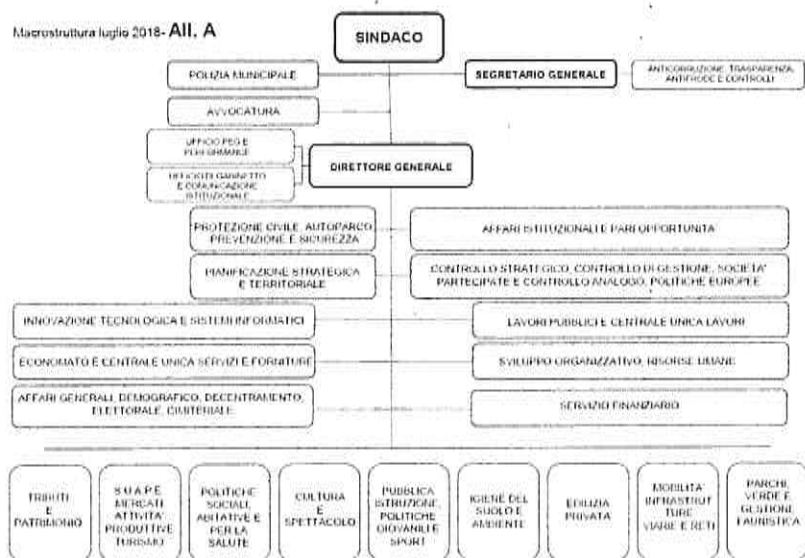 Macrostruttura luglio 2018- All. A
SINDACO
POLIZIA MUNICIPALE
SEGRETARIO GENERALE
ANTICORRUZIONE, TRASPARENZA,
ANTIFRODE E CONTROLLI
AVVOCATURA
UFFICIO PEG E
PERFORMANCE
DIRETTORE GENERALE
UFFICIO DI GABINETTO
E COMUNICAZIONE
ISTITUZIONALE
PROTEZIONE CIVILE, AUTOPARCO,
PREVENZIONE E SICUREZZA
AFFARI ISTITUZIONALI E PARI OPPORTUNITA'
PIANIFICAZIONE STRATEGICA
E TERRITORIALE
CONTROLLO STRATEGICO, CONTROLLO DI GESTIONE, SOCIETA'
PARTECIPATE E CONTROLLO ANALOGO, POLITICHE EUROPEE
INNOVAZIONE TECNOLOGICA E SISTEMI INFORMATICI
LAVORI PUBBLICI E CENTRALE UNICA LAVORI
ECONOMATO E CENTRALE UNICA SERVIZI E FORNITURE
SVILUPPO ORGANIZZATIVO, RISORSE UMANE
AFFARI GENERALI, DEMOGRAFICO, DECENTRAMENTO,
ELETTORALE, CIMITERIALE
SERVIZIO FINANZIARIO
TRIBUTI
E
PATRIMONIO
S.U.A.P.E
MERCATI
ATTIVITA'
PRODUTTIVE
TURISMO
POLITICHE
SOCIALI,
ABITATIVE E
PER LA
SALUTE
CULTURA
E
SPETTACOLO
PUBBLICA
ISTRUZIONE,
POLITICHE
GIOVANILI E
SPORT
IGIENE DEL
SUOLO E
AMBIENTE
EDILIZIA
PRIVATA
MOBILITA'
INFRASTRUT
TURE
VIARIE E RETI
PARCHI,
VERDE E
GESTIONE
FAUNISTICA